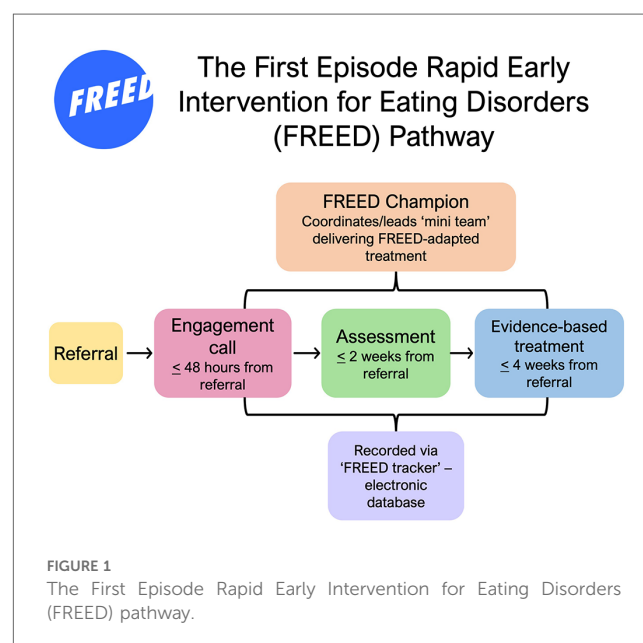 FREED
The First Episode Rapid Early
Intervention for Eating Disorders
(FREED) Pathway
FREED Champion
Coordinates/leads ‘mini team’
delivering FREED-adapted
treatment
Referral
Engagement
call
≤ 48 hours from
referral
Assessment
≤ 2 weeks from
referral
Evidence-based
treatment
≤ 4 weeks from
referral
Recorded via
‘FREED tracker’ –
electronic
database
FIGURE 1
The First Episode Rapid Early Intervention for Eating Disorders
(FREED) pathway.